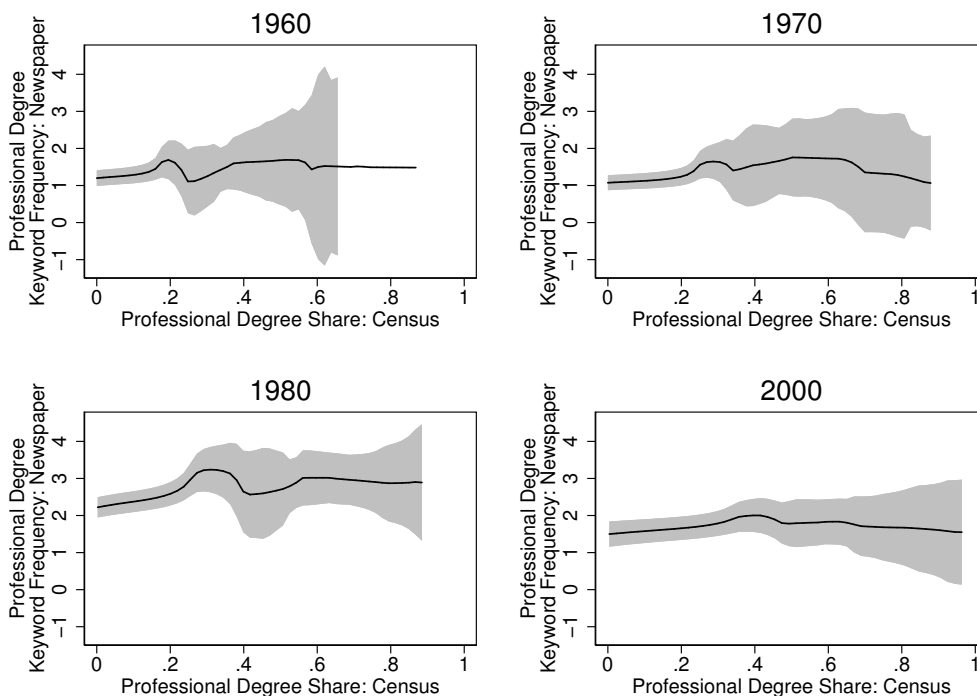 1960
Professional Degree
Keyword Frequency: Newspaper
4
3
2
1
0
−1
0 .2 .4 .6 .8 1
Professional Degree Share: Census
1970
Professional Degree
Keyword Frequency: Newspaper
4
3
2
1
0
−1
0 .2 .4 .6 .8 1
Professional Degree Share: Census
1980
Professional Degree
Keyword Frequency: Newspaper
4
3
2
1
0
−1
0 .2 .4 .6 .8 1
Professional Degree Share: Census
2000
Professional Degree
Keyword Frequency: Newspaper
4
3
2
1
0
−1
0 .2 .4 .6 .8 1
Professional Degree Share: Census